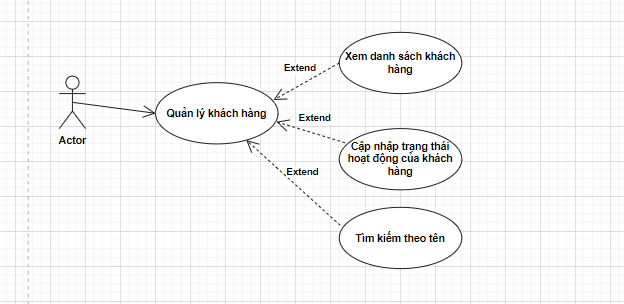 Xem danh sách khách
hàng
Extend
Quản lý khách hàng
Extend
Actor
Cập nhập trạng thái
hoạt động của khách
hàng
Extend
Tìm kiếm theo tên